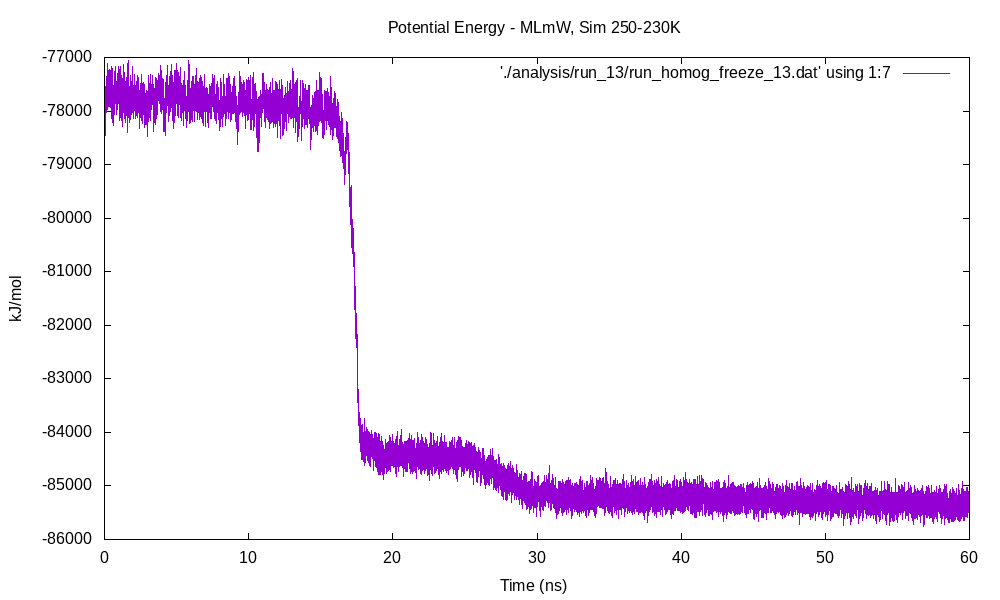 Potential Energy - MLmW, Sim 250-230K
'./analysis/run_13/run_homog_freeze_13.dat' using 1:7
-77000
-78000
-79000
-80000
-81000
-82000
-83000
-84000
-85000
-86000
kJ/mol
0 10 20 30 40 50 60
Time (ns)